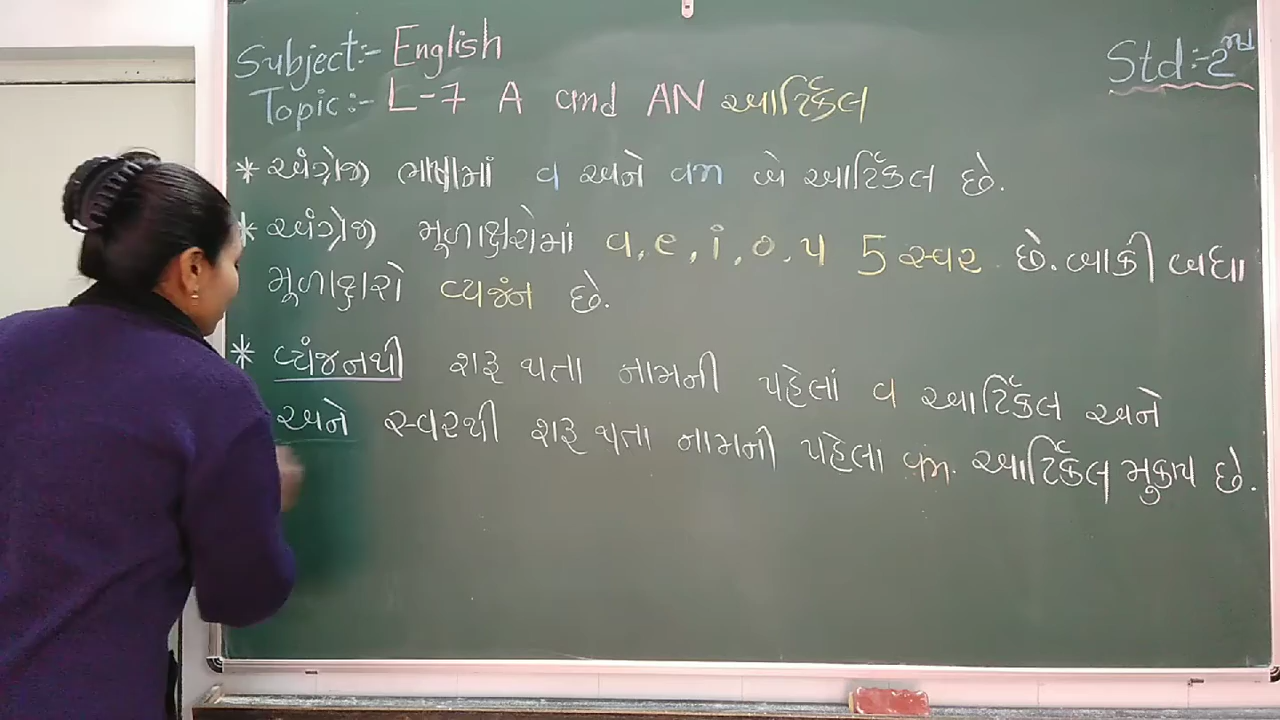 Subject:- English
Std:- 2nd
Topic:- L-7 A and AN આર્ટિકલ
* અંગ્રેજી ભાષામાં a અને an બે આર્ટિકલ છે.
* અંગ્રેજી મૂળાક્ષરોમાં a, e, i, o, u 5 સ્વર છે. બાકી બધા
મૂળાક્ષરો વ્યજંન છે.
* વ્યંજનથી શરૂ થતા નામની પહેલાં a આર્ટિકલ અને
અને સ્વરથી શરૂ થતા નામની પહેલા an આર્ટિકલ મુકાય છે.